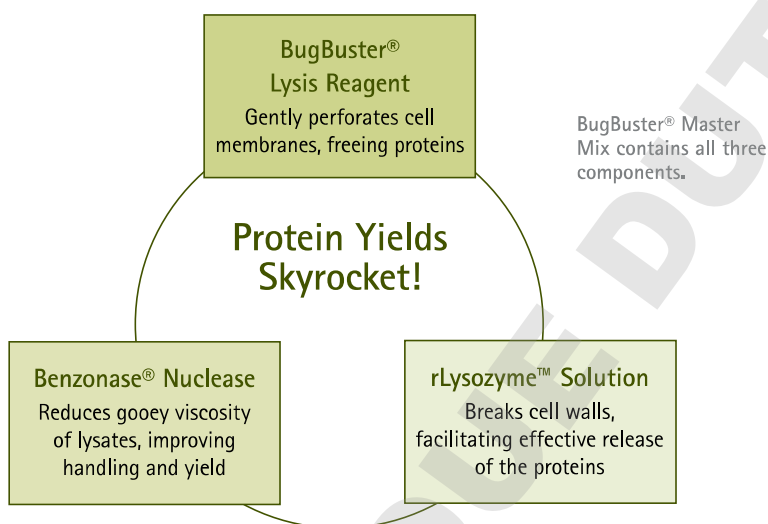 BugBuster®
Lysis Reagent
Gently perforates cell
membranes, freeing proteins
BugBuster® Master
Mix contains all three
components.
Protein Yields
Skyrocket!
Benzonase® Nuclease
Reduces gooey viscosity
of lysates, improving
handling and yield
rLysozyme™ Solution
Breaks cell walls,
facilitating effective release
of the proteins